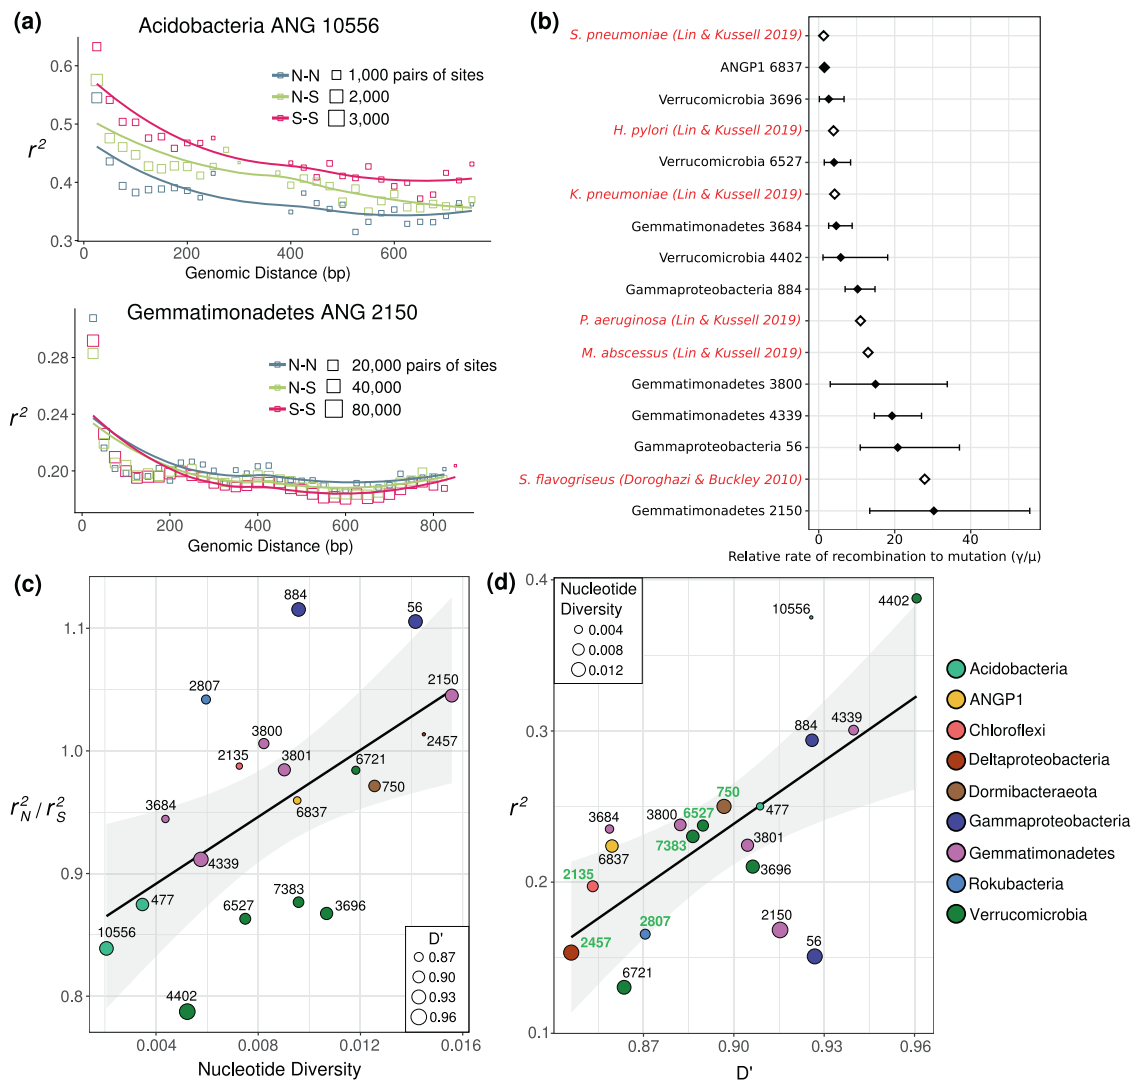 (a)
Acidobacteria ANG 10556
0.6
0.5
0.4
0.3
r²
N-N
N-S
S-S
1,000 pairs of sites
2,000
3,000
0
200
400
600
Genomic Distance (bp)
Gemmatimonadetes ANG 2150
0.28
0.24
0.20
r²
N-N
N-S
S-S
20,000 pairs of sites
40,000
80,000
0
200
400
600
800
Genomic Distance (bp)
(b)
S. pneumoniae (Lin & Kussell 2019)
ANGP1 6837
Verrucomicrobia 3696
H. pylori (Lin & Kussell 2019)
Verrucomicrobia 6527
K. pneumoniae (Lin & Kussell 2019)
Gemmatimonadetes 3684
Verrucomicrobia 4402
Gammaproteobacteria 884
P. aeruginosa (Lin & Kussell 2019)
M. abscessus (Lin & Kussell 2019)
Gemmatimonadetes 3800
Gemmatimonadetes 4339
Gammaproteobacteria 56
S. flavogriseus (Doroghazi & Buckley 2010)
Gemmatimonadetes 2150
0
20
40
Relative rate of recombination to mutation (γ/μ)
(c)
1.1
1.0
0.9
0.8
r²N/r²S
884
56
2150
2807
3800
2457
2135
3801
6721
750
6837
3684
4339
7383
477
6527
3696
10556
4402
D'
0.87
0.90
0.93
0.96
0.004
0.008
0.012
0.016
Nucleotide Diversity
(d)
0.4
0.3
0.2
0.1
r²
Nucleotide
Diversity
0.004
0.008
0.012
10556
4402
884
4339
750
6527
3800
477
3684
7383
6837
3801
3696
2135
2807
2150
2457
56
6721
0.87
0.90
0.93
0.96
D'
Acidobacteria
ANGP1
Chloroflexi
Deltaproteobacteria
Dormibacteraeota
Gammaproteobacteria
Gemmatimonadetes
Rokubacteria
Verrucomicrobia